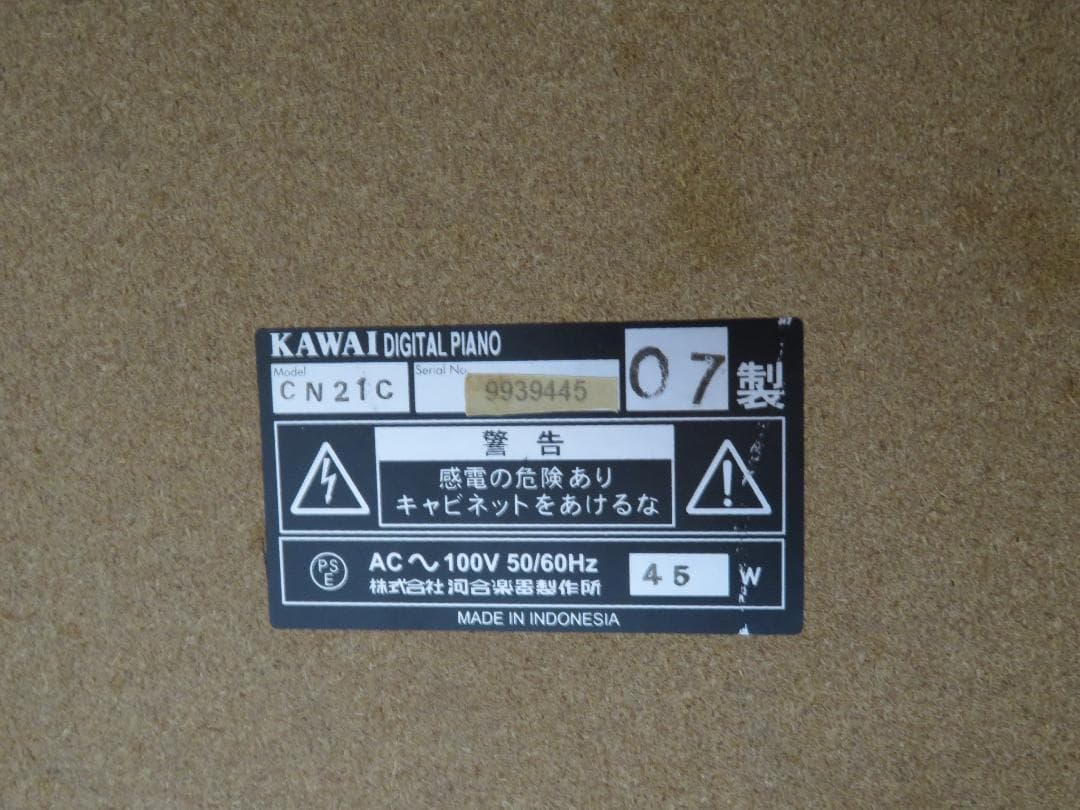 KAWAI DIGITAL PIANO
Model
CN21C
Serial No.
9939445
07製
警告
感電の危険あり
キャビネットをあけるな
PSE
AC〜100V 50/60Hz
株式会社 河合楽器製作所
45 W
MADE IN INDONESIA